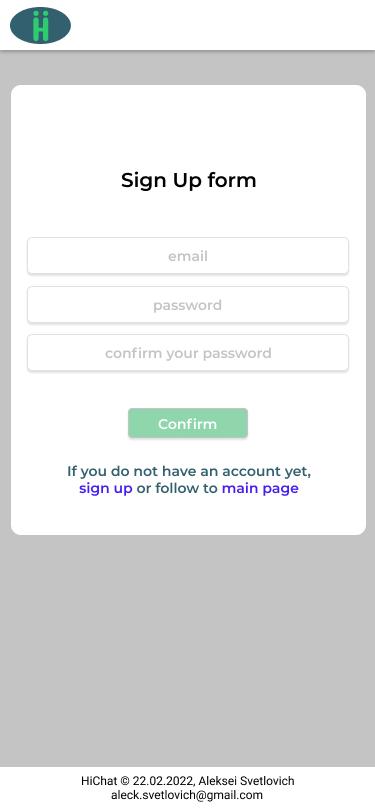 Sign Up form
email
password
confirm your password
Confirm
If you do not have an account yet,
sign up or follow to main page
HiChat © 22.02.2022, Aleksei Svetlovich
aleck.svetlovich@gmail.com